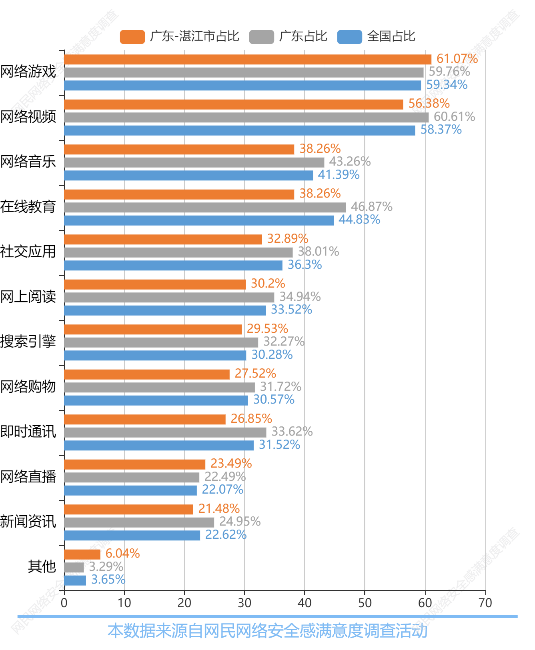 广东-湛江市占比 广东占比 全国占比
网络游戏 61.07% 59.76% 59.34%
网络视频 56.38% 60.61% 58.37%
网络音乐 38.26% 43.26% 41.39%
在线教育 38.26% 46.87% 44.83%
社交应用 32.89% 38.01% 36.3%
网上阅读 30.2% 34.94% 33.52%
搜索引擎 29.53% 32.27% 30.28%
网络购物 27.52% 31.72% 30.57%
即时通讯 26.85% 33.62% 31.52%
网络直播 23.49% 22.49% 22.07%
新闻资讯 21.48% 24.95% 22.62%
其他 6.04% 3.29% 3.65%
0 10 20 30 40 50 60 70
本数据来源自网民网络安全感满意度调查活动